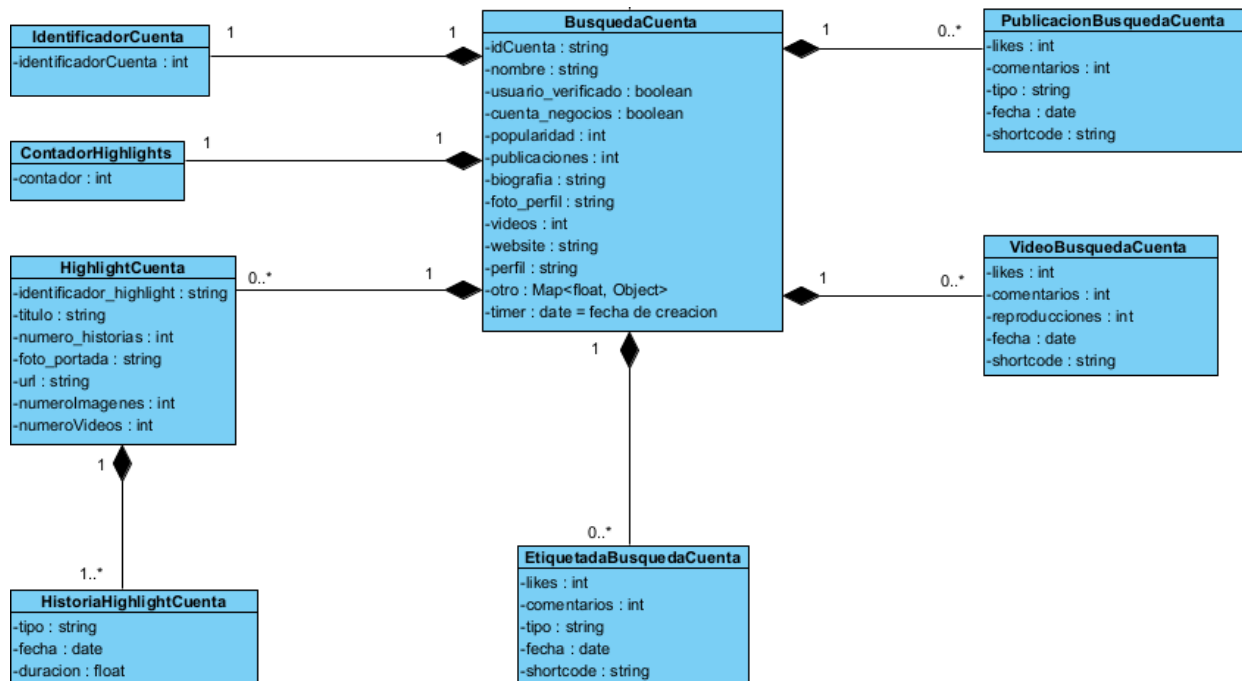 IdentificadorCuenta
-identificadorCuenta : int
1
1
ContadorHighlights
-contador : int
1
1
HighlightCuenta
-identificador_highlight : string
-titulo : string
-numero_historias : int
-foto_portada : string
-url : string
-numeroImagenes : int
-numeroVideos : int
0..*
1
1
1..*
HistoriaHighlightCuenta
-tipo : string
-fecha : date
-duracion : float
BusquedaCuenta
-idCuenta : string
-nombre : string
-usuario_verificado : boolean
-cuenta_negocios : boolean
-popularidad : int
-publicaciones : int
-biografia : string
-foto_perfil : string
-videos : int
-website : string
-perfil : string
-otro : Map<float, Object>
-timer : date = fecha de creacion
1
0..*
EtiquetadaBusquedaCuenta
-likes : int
-comentarios : int
-tipo : string
-fecha : date
-shortcode : string
1
0..*
PublicacionBusquedaCuenta
-likes : int
-comentarios : int
-tipo : string
-fecha : date
-shortcode : string
1
0..*
VideoBusquedaCuenta
-likes : int
-comentarios : int
-reproducciones : int
-fecha : date
-shortcode : string